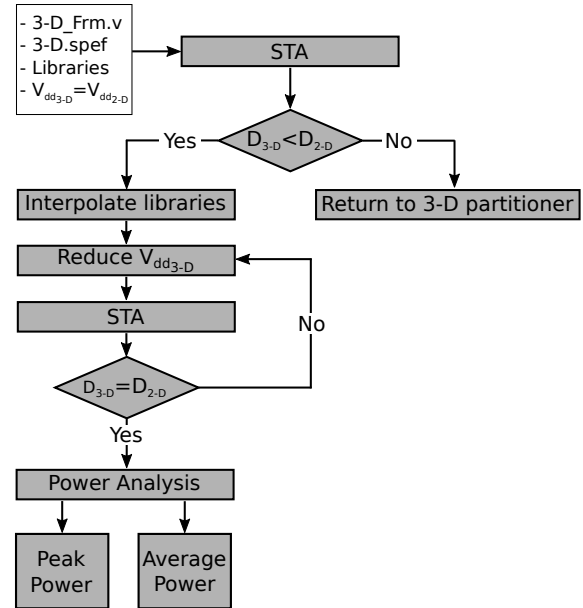 - 3-D_Frm.v
- 3-D.spef
- Libraries
- Vdd3-D=Vdd2-D
STA
D3-D<D2-D
Yes
No
Interpolate libraries
Return to 3-D partitioner
Reduce Vdd3-D
STA
No
D3-D=D2-D
Yes
Power Analysis
Peak
Power
Average
Power